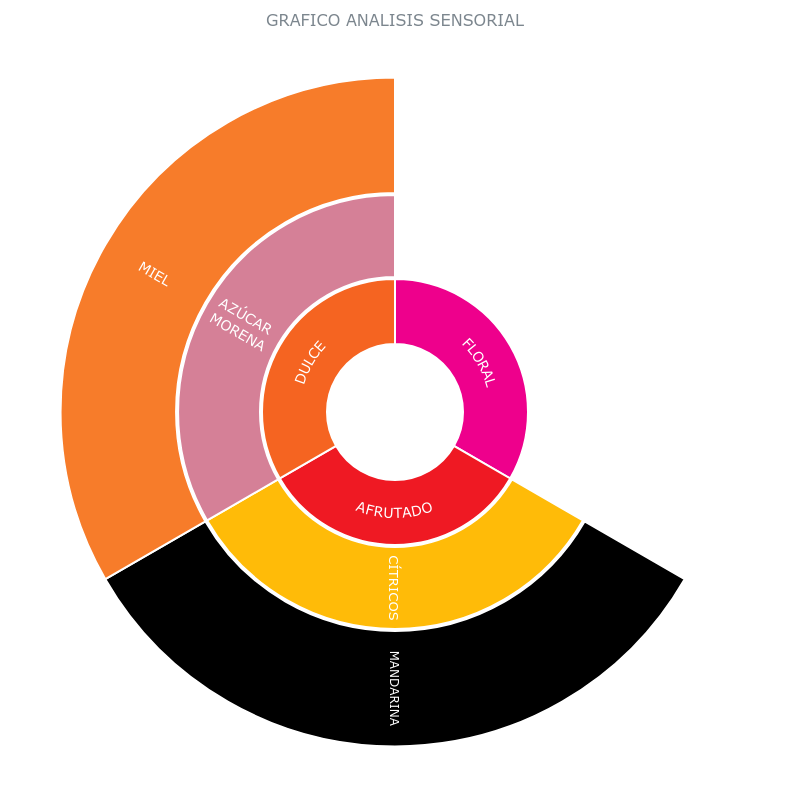 GRAFICO ANALISIS SENSORIAL
MIEL
AZÚCAR
MORENA
DULCE
FLORAL
AFRUTADO
CÍTRICOS
MANDARINA